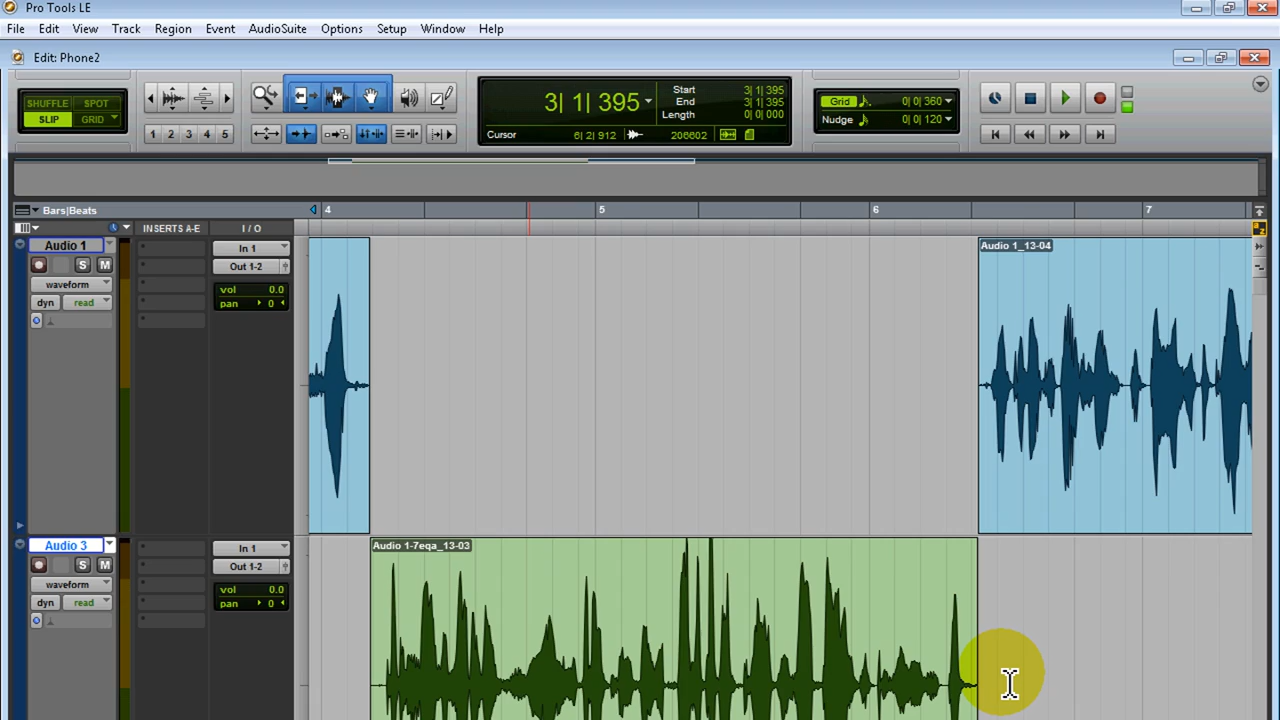 Pro Tools LE
File Edit View Track Region Event AudioSuite Options Setup Window Help
Edit: Phone2
SHUFFLE SPOT
SLIP GRID
1 2 3 4 5
3| 1| 395
Start 3| 1| 395
End 3| 1| 395
Length 0| 0| 000
Cursor 6| 2| 912 206602
Grid 0| 0| 360
Nudge 0| 0| 120
Bars|Beats 4 5 6 7
INSERTS A-E I / O
Audio 1
S M
waveform
dyn read
In 1
Out 1-2
vol 0.0
pan 0
Audio 1_13-04
Audio 3
S M
waveform
dyn read
In 1
Out 1-2
vol 0.0
pan 0
Audio 1-7eqa_13-03